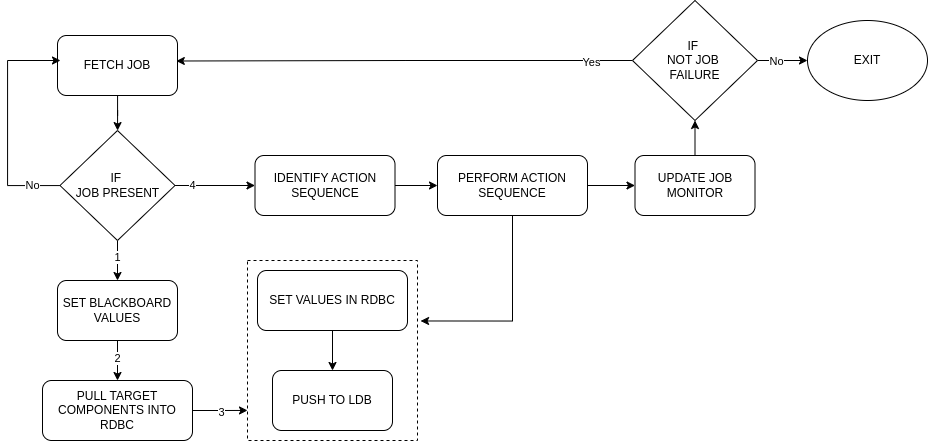 IF
NOT JOB
FAILURE
FETCH JOB
Yes
No
EXIT
IF
JOB PRESENT
No
4
IDENTIFY ACTION
SEQUENCE
PERFORM ACTION
SEQUENCE
UPDATE JOB
MONITOR
1
SET BLACKBOARD
VALUES
SET VALUES IN RDBC
2
PULL TARGET
COMPONENTS INTO
RDBC
3
PUSH TO LDB